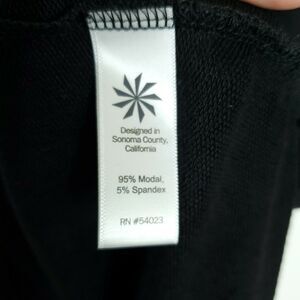 Designed in
Sonoma County,
California
95% Modal,
5% Spandex
RN #54023